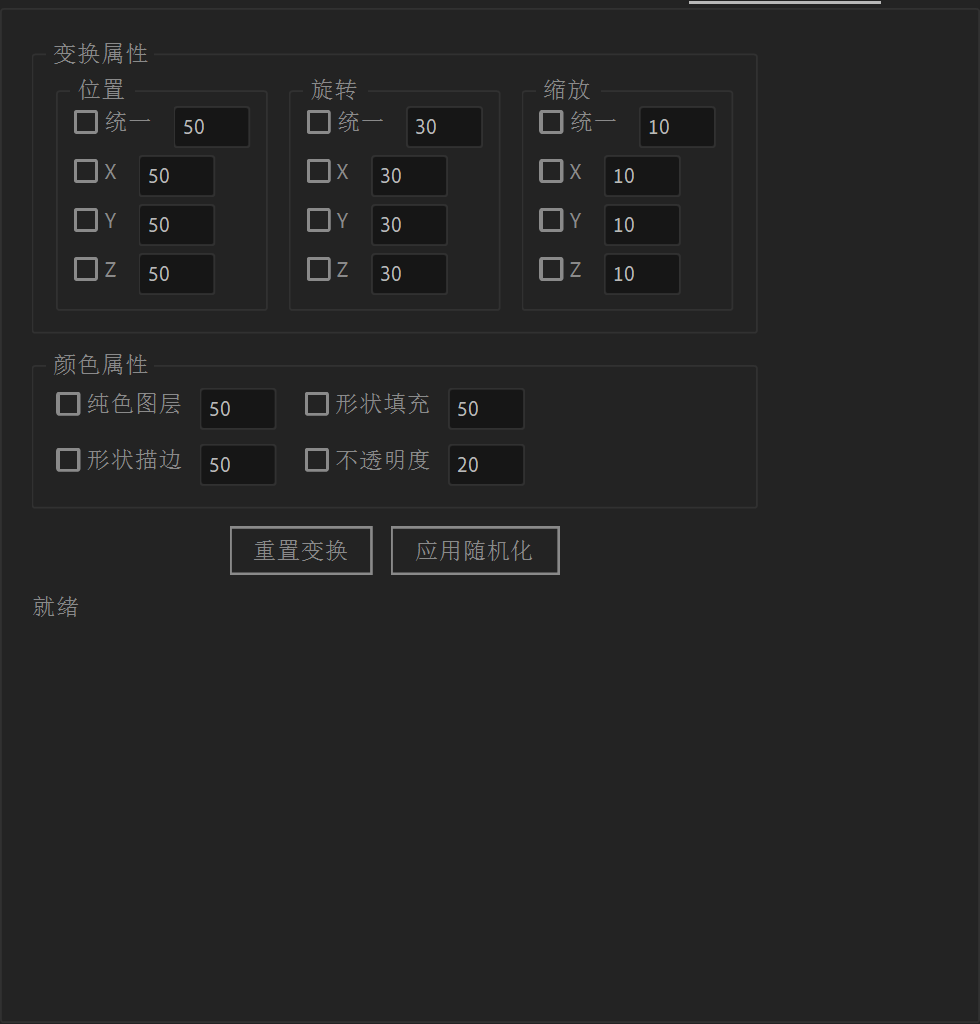 变换属性
位置 旋转 缩放
统一 50 统一 30 统一 10
X 50 X 30 X 10
Y 50 Y 30 Y 10
Z 50 Z 30 Z 10
颜色属性
纯色图层 50 形状填充 50
形状描边 50 不透明度 20
重置变换 应用随机化
就绪